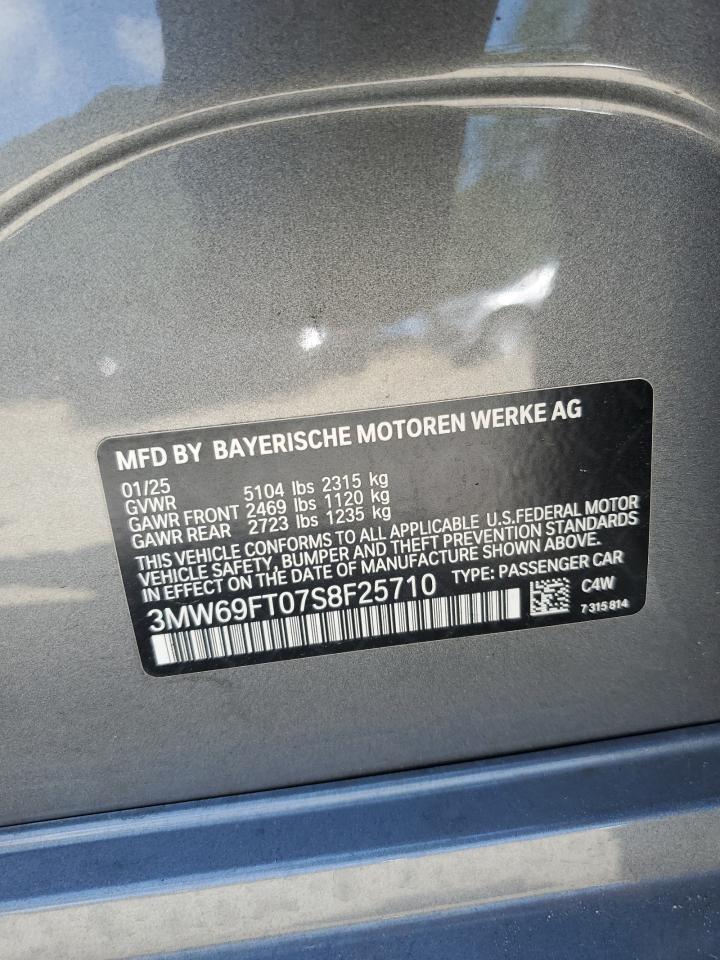 MFD BY BAYERISCHE MOTOREN WERKE AG
01/25
GVWR 5104 lbs 2315 kg
GAWR FRONT 2469 lbs 1120 kg
GAWR REAR 2723 lbs 1235 kg
THIS VEHICLE CONFORMS TO ALL APPLICABLE U.S.FEDERAL MOTOR
VEHICLE SAFETY, BUMPER AND THEFT PREVENTION STANDARDS
IN EFFECT ON THE DATE OF MANUFACTURE SHOWN ABOVE.
3MW69FT07S8F25710 TYPE: PASSENGER CAR
C4W
7 315 814